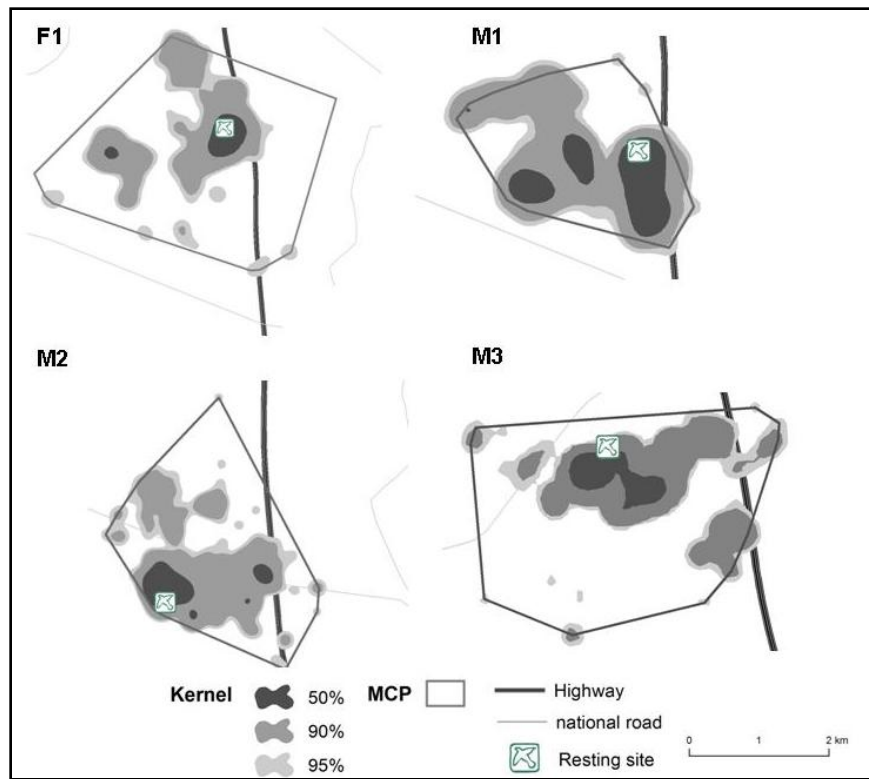 F1
M1
M2
M3
Kernel 50% MCP Highway
90% national road
95% Resting site
0 1 2 km